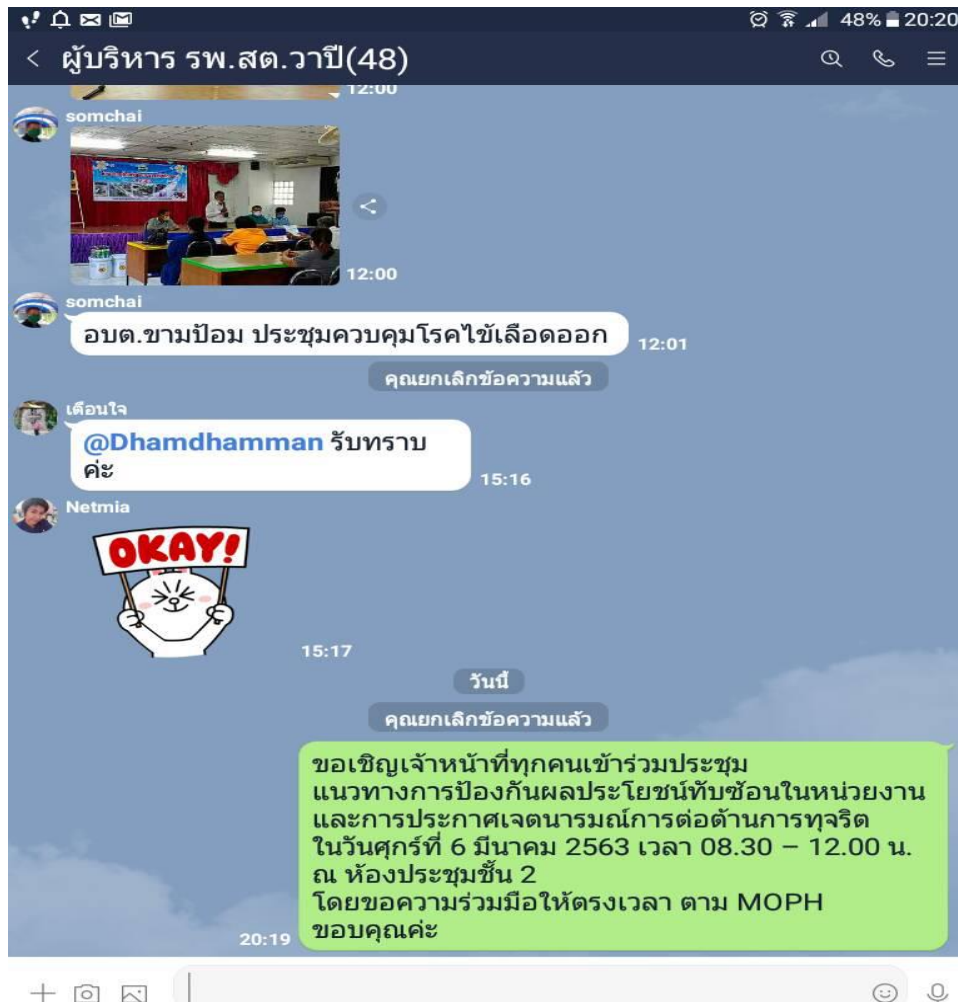 48% 20:20
< ผู้บริหาร รพ.สต.วาปี(48)
12:00
somchai
12:00
somchai
อบต.ขามป้อม ประชุมควบคุมโรคไข้เลือดออก
12:01
คุณยกเลิกข้อความแล้ว
เตือนใจ
@Dhamdhamman รับทราบ
ค่ะ
15:16
Netmia
OKAY!
15:17
วันนี้
คุณยกเลิกข้อความแล้ว
ขอเชิญเจ้าหน้าที่ทุกคนเข้าร่วมประชุม
แนวทางการป้องกันผลประโยชน์ทับซ้อนในหน่วยงาน
และการประกาศเจตนารมณ์การต่อต้านการทุจริต
ในวันศุกร์ที่ 6 มีนาคม 2563 เวลา 08.30 – 12.00 น.
ณ ห้องประชุมชั้น 2
โดยขอความร่วมมือให้ตรงเวลา ตาม MOPH
ขอบคุณค่ะ
20:19